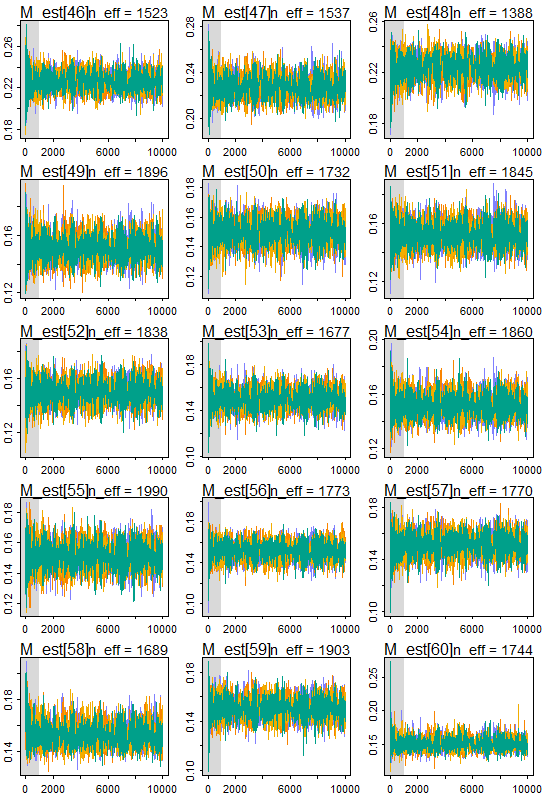 M_est[46]n_eff = 1523
0.18 0.22 0.26
0 2000 6000 10000
M_est[47]n_eff = 1537
0.20 0.24 0.28
0 2000 6000 10000
M_est[48]n_eff = 1388
0.18 0.22 0.26
0 2000 6000 10000
M_est[49]n_eff = 1896
0.12 0.16
0 2000 6000 10000
M_est[50]n_eff = 1732
0.12 0.14 0.16 0.18
0 2000 6000 10000
M_est[51]n_eff = 1845
0.12 0.16
0 2000 6000 10000
M_est[52]n_eff = 1838
0.12 0.16
0 2000 6000 10000
M_est[53]n_eff = 1677
0.10 0.14 0.18
0 2000 6000 10000
M_est[54]n_eff = 1860
0.12 0.16 0.20
0 2000 6000 10000
M_est[55]n_eff = 1990
0.12 0.14 0.16 0.18
0 2000 6000 10000
M_est[56]n_eff = 1773
0.10 0.14 0.18
0 2000 6000 10000
M_est[57]n_eff = 1770
0.10 0.14 0.18
0 2000 6000 10000
M_est[58]n_eff = 1689
0.14 0.18
0 2000 6000 10000
M_est[59]n_eff = 1903
0.10 0.14 0.18
0 2000 6000 10000
M_est[60]n_eff = 1744
0.15 0.20 0.25
0 2000 6000 10000